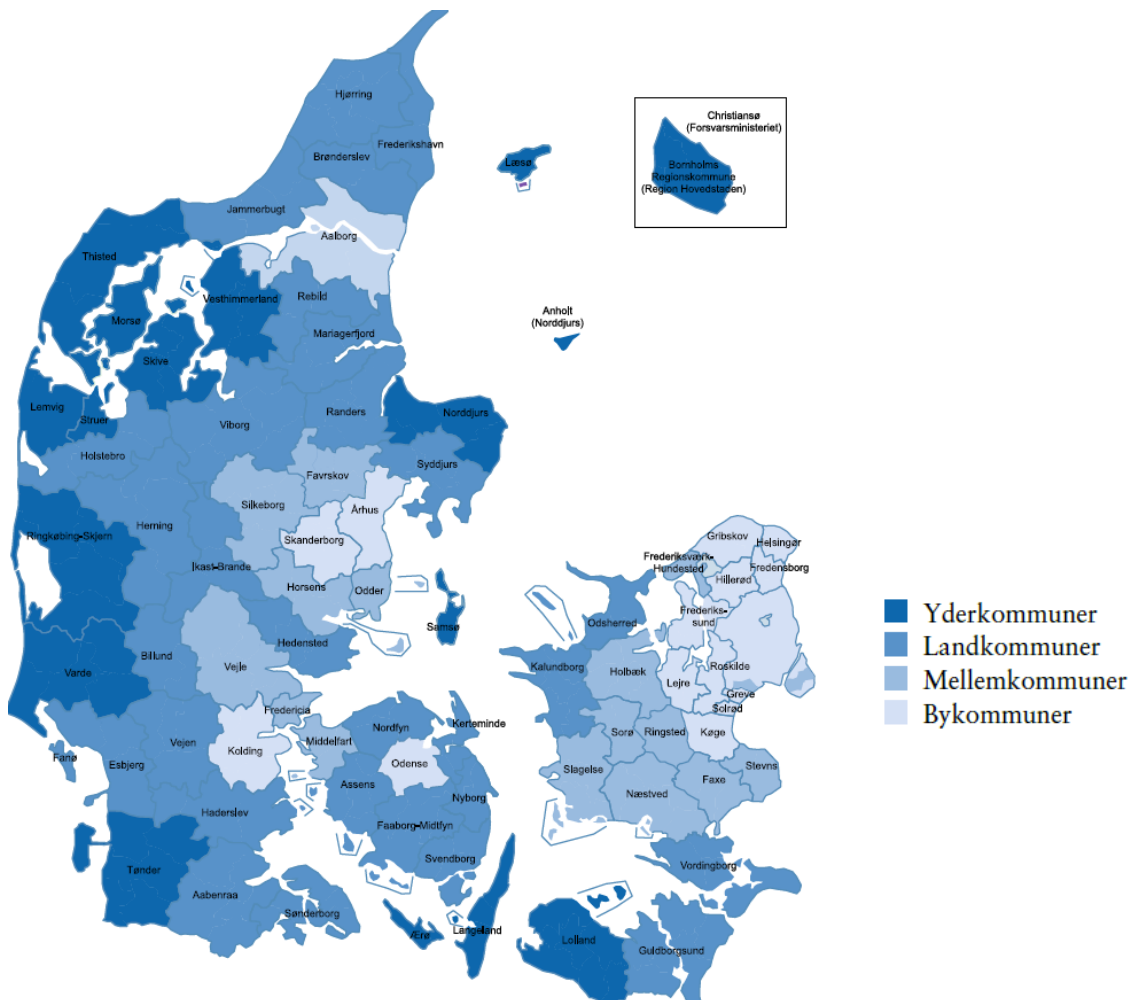 Hjørring
Frederikshavn
Brønderslev
Jammerbugt
Aalborg
Læsø
Christiansø
(Forsvarsministeriet)
Bornholms
Regionskommune
(Region Hovedstaden)
Thisted
Vesthimmerland
Rebild
Morsø
Mariagerfjord
Anholt
(Norddjurs)
Skive
Lemvig
Struer
Viborg
Randers
Norddjurs
Holstebro
Favrskov
Syddjurs
Silkeborg
Århus
Herning
Ringkøbing-Skjern
Skanderborg
Ikast-Brande
Horsens
Odder
Samsø
Hedensted
Billund
Vejle
Varde
Fredericia
Vejen
Kolding
Middelfart
Nordfyn
Kerteminde
Fanø
Esbjerg
Odense
Assens
Nyborg
Haderslev
Faaborg-Midtfyn
Svendborg
Tønder
Aabenraa
Sønderborg
Ærø
Langeland
Gribskov
Helsingør
Frederiksværk-
Hundested
Fredensborg
Hillerød
Frederiks-
sund
Odsherred
Kalundborg
Holbæk
Roskilde
Lejre
Greve
Solrød
Sorø
Ringsted
Køge
Slagelse
Stevns
Faxe
Næstved
Vordingborg
Lolland
Guldborgsund
Yderkommuner
Landkommuner
Mellemkommuner
Bykommuner